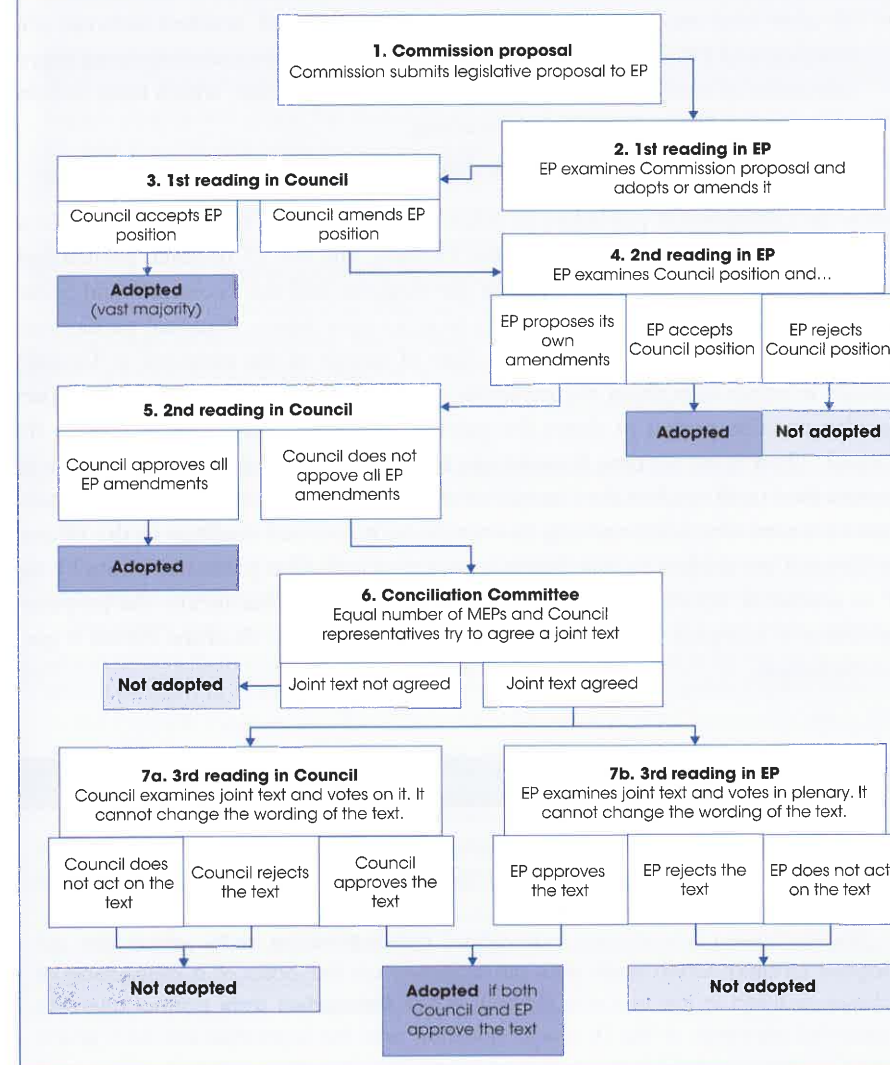 1. Commission proposal
Commission submits legislative proposal to EP
2. 1st reading in EP
EP examines Commission proposal and
adopts or amends it
3. 1st reading in Council
Council accepts EP
position
Council amends EP
position
Adopted
(vast majority)
4. 2nd reading in EP
EP examines Council position and...
EP proposes its
own
amendments
EP accepts
Council position
EP rejects
Council position
Adopted
Not adopted
5. 2nd reading in Council
Council approves all
EP amendments
Council does not
appove all EP
amendments
Adopted
6. Conciliation Committee
Equal number of MEPs and Council
representatives try to agree a joint text
Not adopted
Joint text not agreed
Joint text agreed
7a. 3rd reading in Council
Council examines joint text and votes on it. It
cannot change the wording of the text.
Council does
not act on the
text
Council rejects
the text
Council
approves the
text
7b. 3rd reading in EP
EP examines joint text and votes in plenary. It
cannot change the wording of the text.
EP approves
the text
EP rejects the
text
EP does not act
on the text
Not adopted
Adopted if both
Council and EP
approve the text
Not adopted